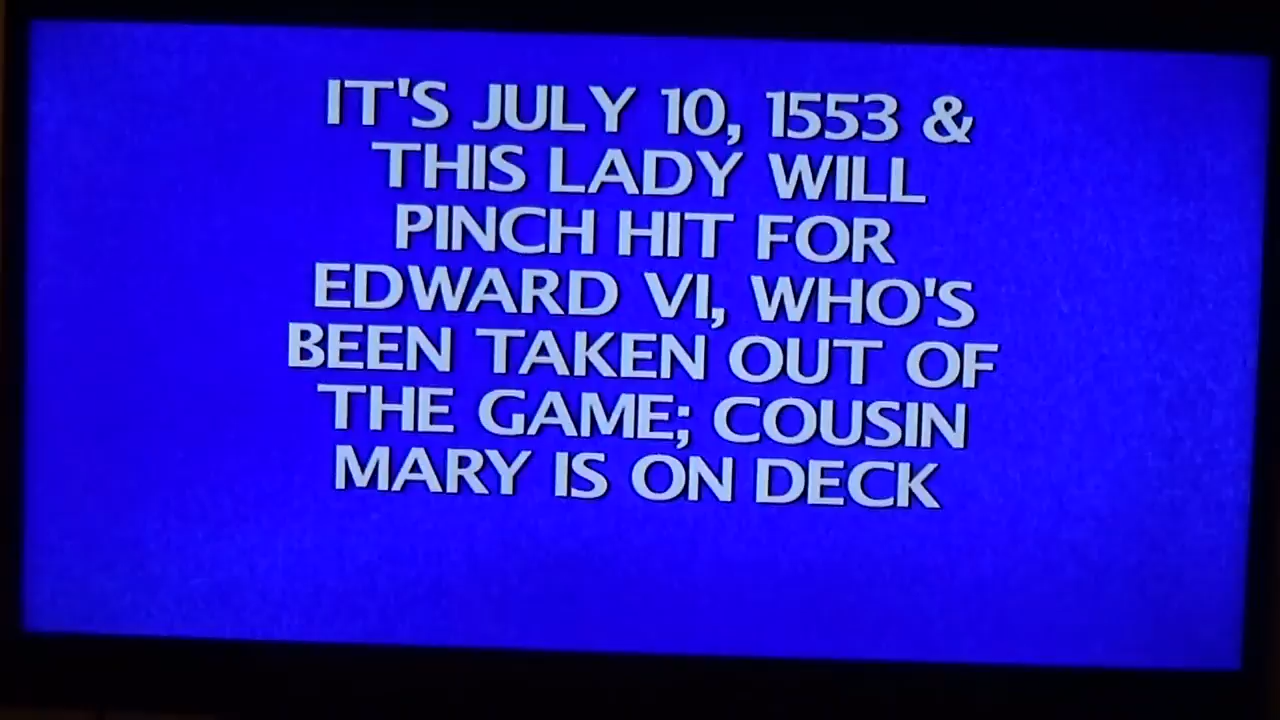 IT'S JULY 10, 1553 &
THIS LADY WILL
PINCH HIT FOR
EDWARD VI, WHO'S
BEEN TAKEN OUT OF
THE GAME; COUSIN
MARY IS ON DECK